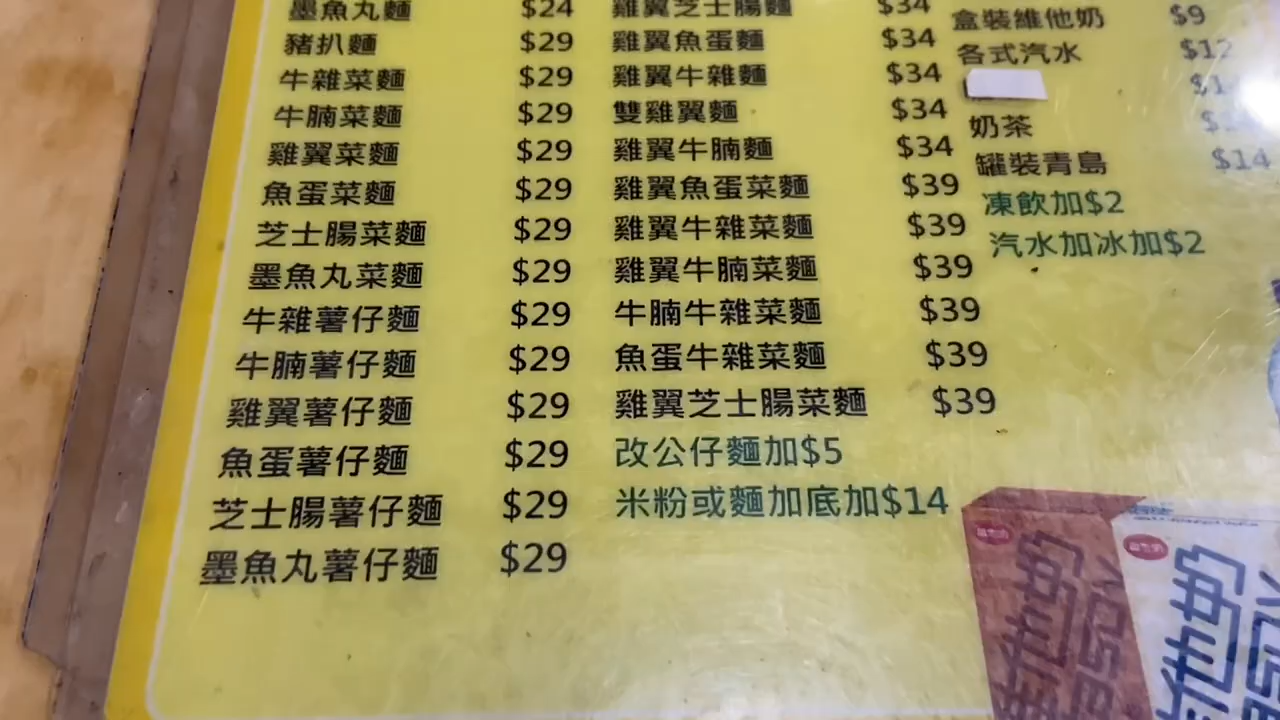 墨魚丸麵 $24
豬扒麵 $29
牛雜菜麵 $29
牛腩菜麵 $29
雞翼菜麵 $29
魚蛋菜麵 $29
芝士腸菜麵 $29
墨魚丸菜麵 $29
牛雜薯仔麵 $29
牛腩薯仔麵 $29
雞翼薯仔麵 $29
魚蛋薯仔麵 $29
芝士腸薯仔麵 $29
墨魚丸薯仔麵 $29
雞翼芝士腸麵 $34
雞翼魚蛋麵 $34
雞翼牛雜麵 $34
雙雞翼麵 $34
雞翼牛腩麵 $34
雞翼魚蛋菜麵 $39
雞翼牛雜菜麵 $39
雞翼牛腩菜麵 $39
牛腩牛雜菜麵 $39
魚蛋牛雜菜麵 $39
雞翼芝士腸菜麵 $39
改公仔麵加$5
米粉或麵加底加$14
盒裝維他奶 $9
各式汽水 $12
奶茶
罐裝青島 $14
凍飲加$2
汽水加冰加$2
維他奶
維他奶